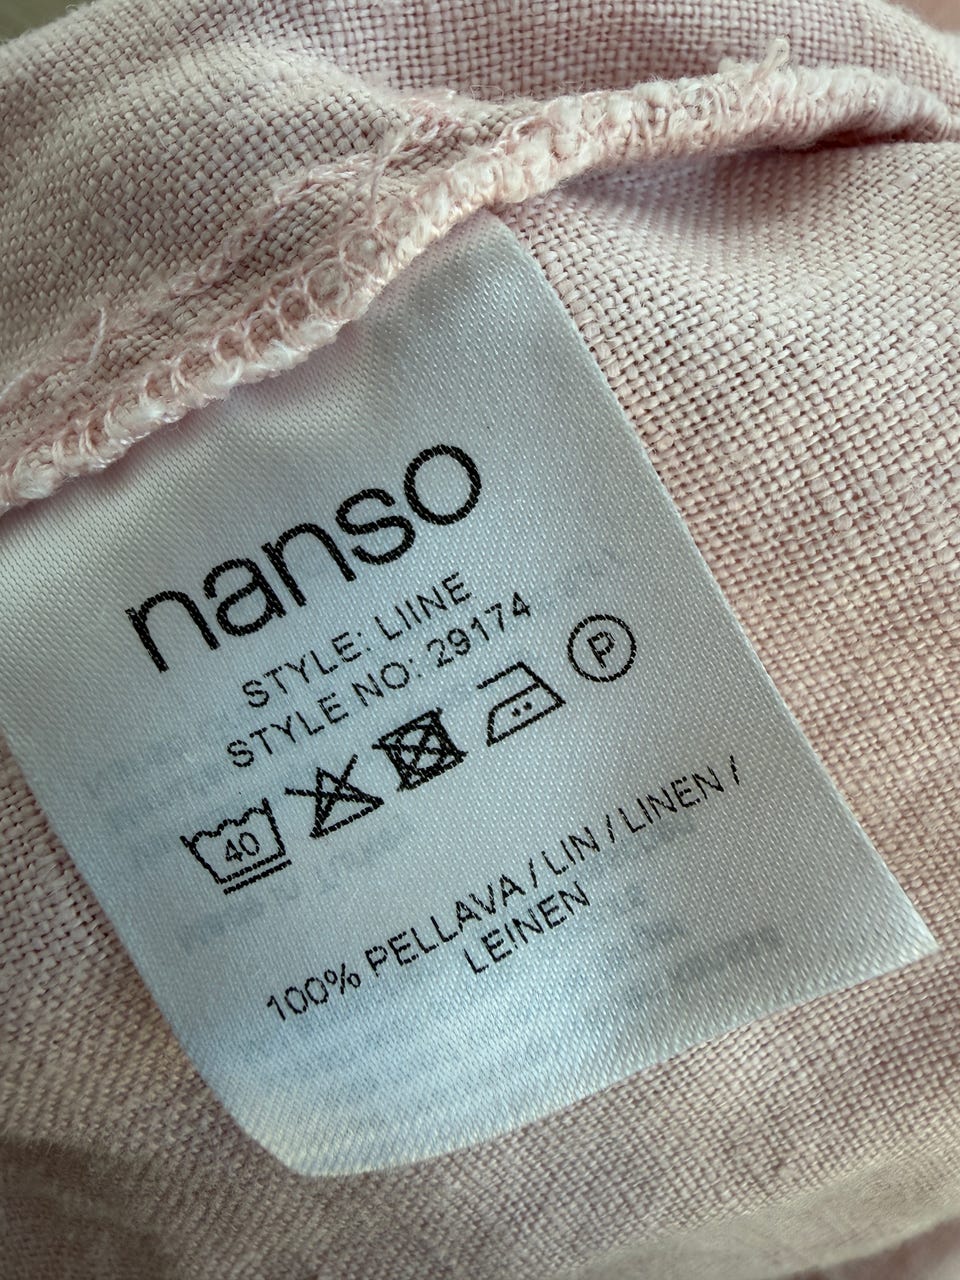 nanso
STYLE: LIINE
STYLE NO: 29174
40 P
100% PELLAVA / LIN / LINEN /
LEINEN